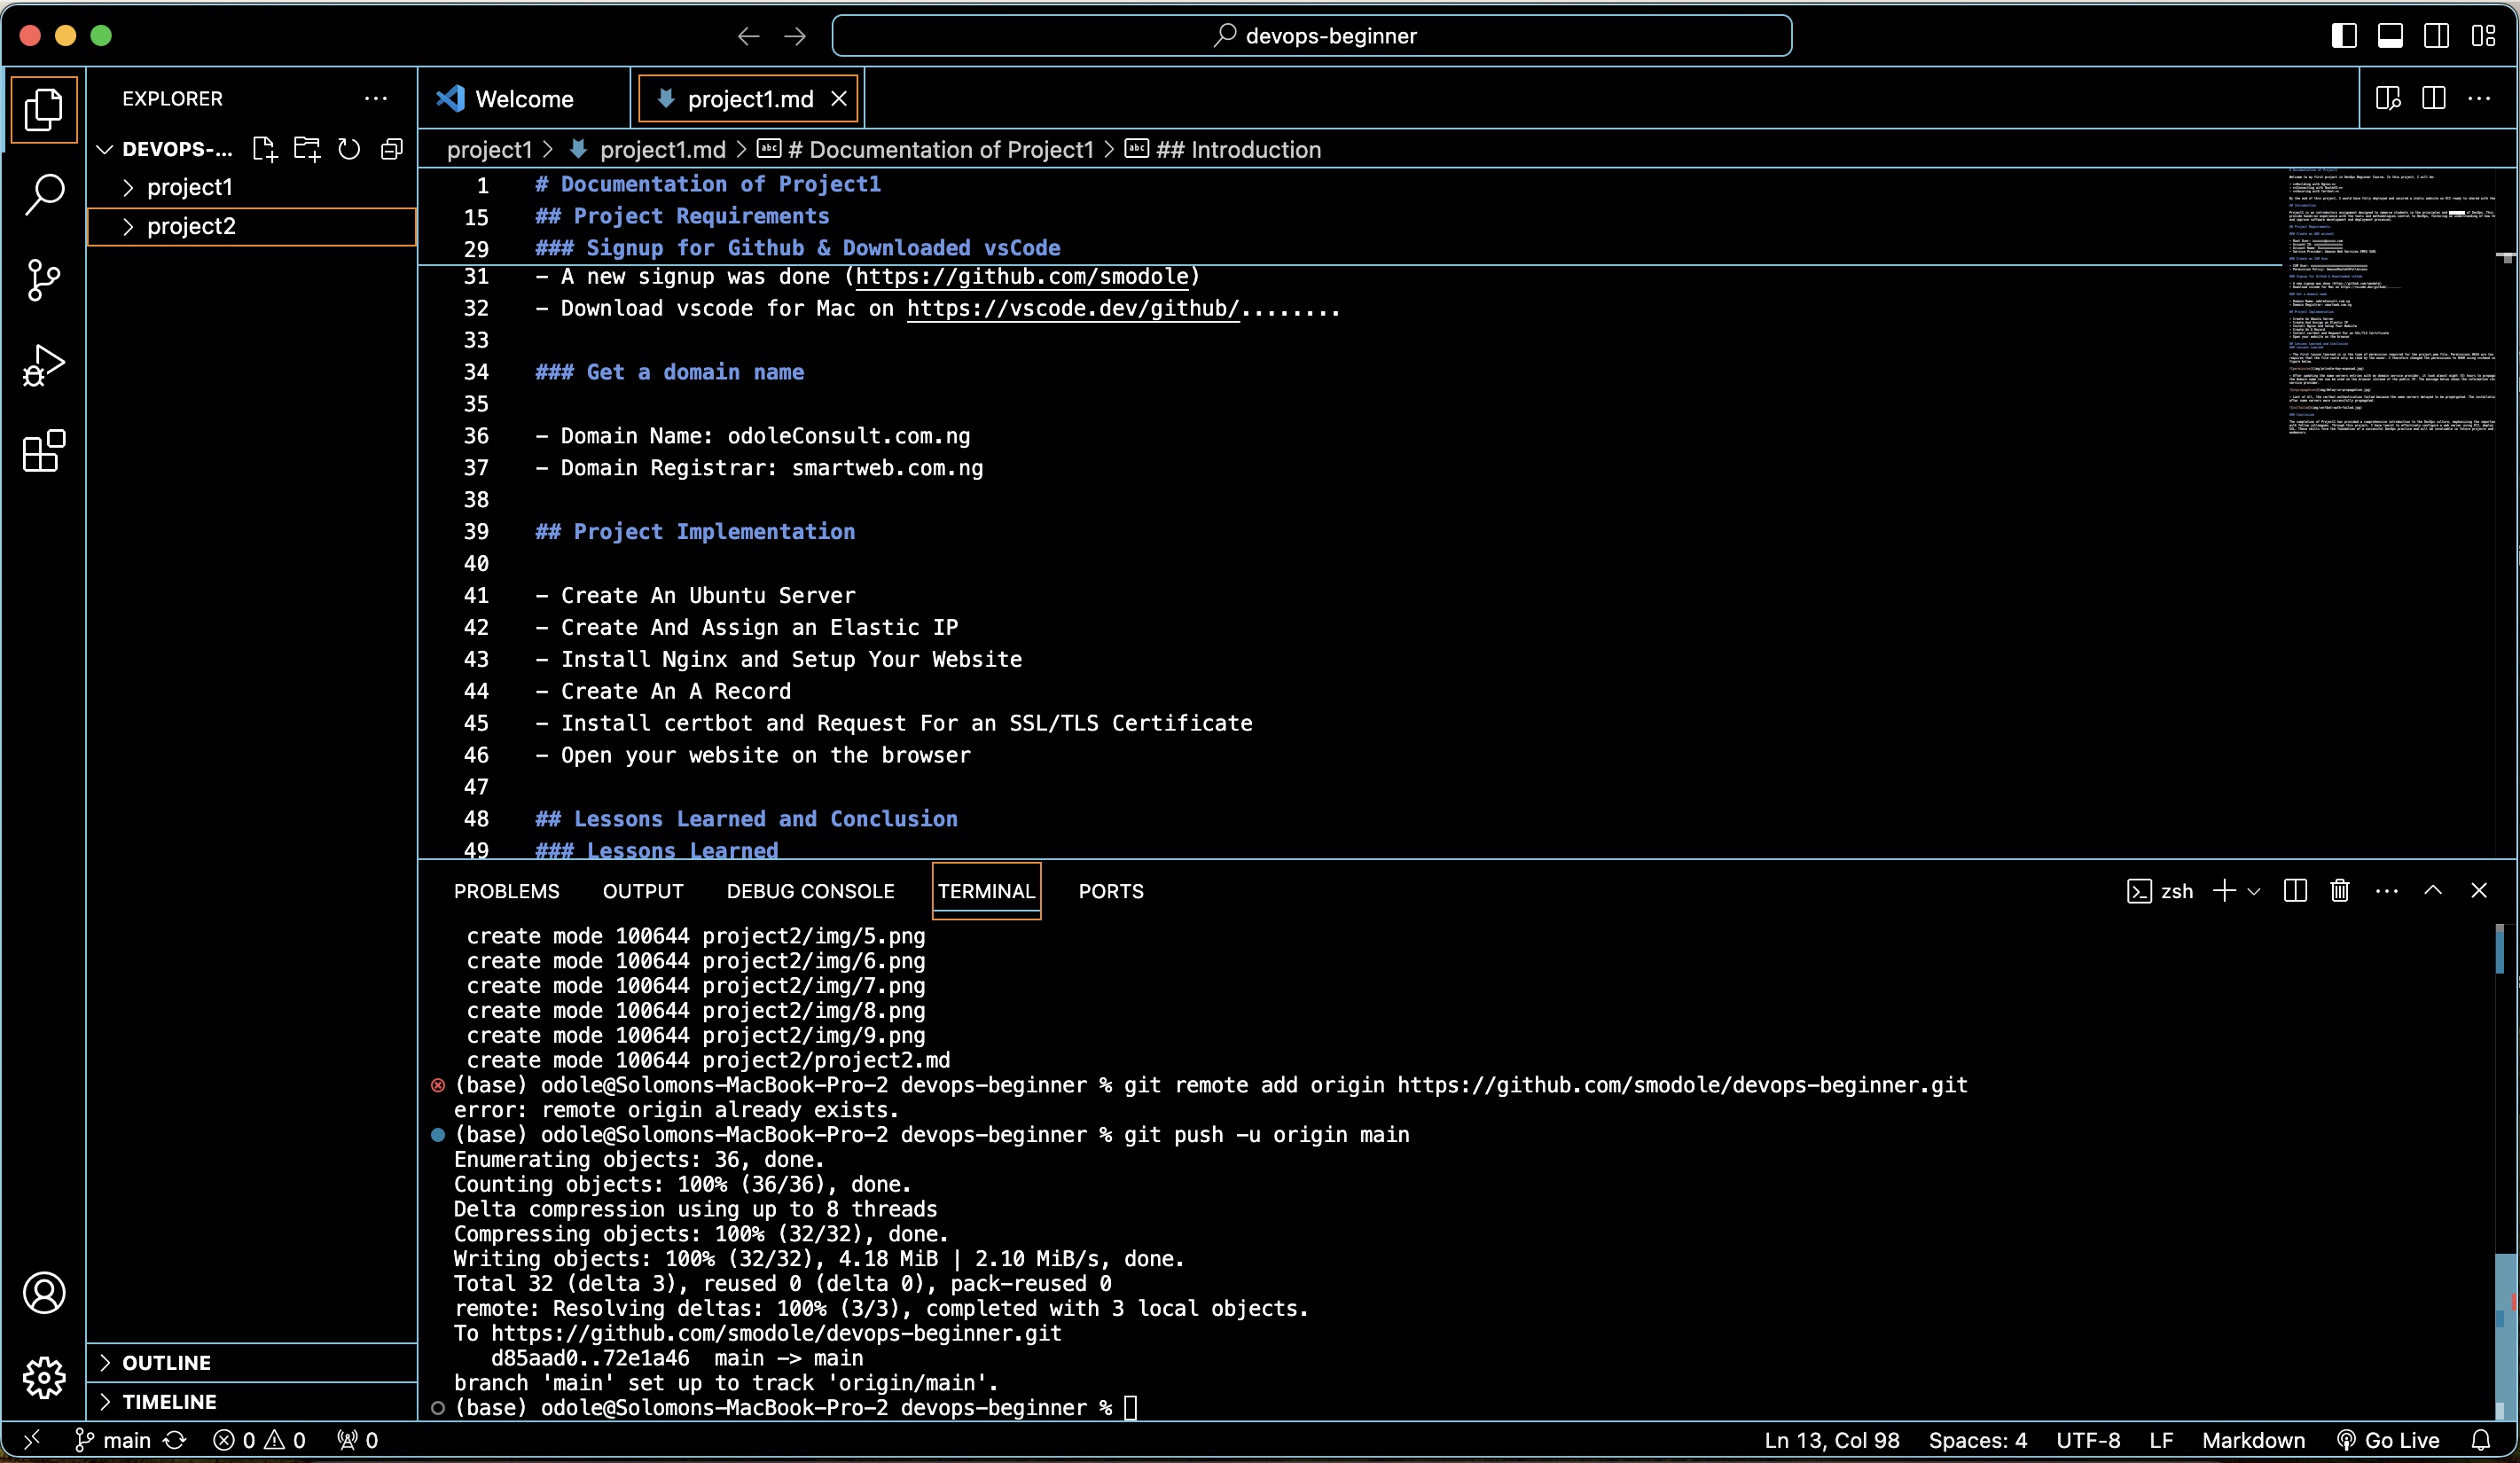 devops-beginner
EXPLORER
Welcome
project1.md
DEVOPS-...
project1 > project1.md > # Documentation of Project1 > ## Introduction
project1
project2
1 # Documentation of Project1
15 ## Project Requirements
29 ### Signup for Github & Downloaded vsCode
31 - A new signup was done (https://github.com/smodole)
32 - Download vscode for Mac on https://vscode.dev/github/........
33
34 ### Get a domain name
35
36 - Domain Name: odoleConsult.com.ng
37 - Domain Registrar: smartweb.com.ng
38
39 ## Project Implementation
40
41 - Create An Ubuntu Server
42 - Create And Assign an Elastic IP
43 - Install Nginx and Setup Your Website
44 - Create An A Record
45 - Install certbot and Request For an SSL/TLS Certificate
46 - Open your website on the browser
47
48 ## Lessons Learned and Conclusion
49 ### Lessons Learned
PROBLEMS OUTPUT DEBUG CONSOLE TERMINAL PORTS
zsh
create mode 100644 project2/img/5.png
create mode 100644 project2/img/6.png
create mode 100644 project2/img/7.png
create mode 100644 project2/img/8.png
create mode 100644 project2/img/9.png
create mode 100644 project2/project2.md
(base) odole@Solomons-MacBook-Pro-2 devops-beginner % git remote add origin https://github.com/smodole/devops-beginner.git
error: remote origin already exists.
(base) odole@Solomons-MacBook-Pro-2 devops-beginner % git push -u origin main
Enumerating objects: 36, done.
Counting objects: 100% (36/36), done.
Delta compression using up to 8 threads
Compressing objects: 100% (32/32), done.
Writing objects: 100% (32/32), 4.18 MiB | 2.10 MiB/s, done.
Total 32 (delta 3), reused 0 (delta 0), pack-reused 0
remote: Resolving deltas: 100% (3/3), completed with 3 local objects.
To https://github.com/smodole/devops-beginner.git
d85aad0..72e1a46 main -> main
branch 'main' set up to track 'origin/main'.
(base) odole@Solomons-MacBook-Pro-2 devops-beginner %
OUTLINE
TIMELINE
main 0 0 0
Ln 13, Col 98 Spaces: 4 UTF-8 LF Markdown Go Live